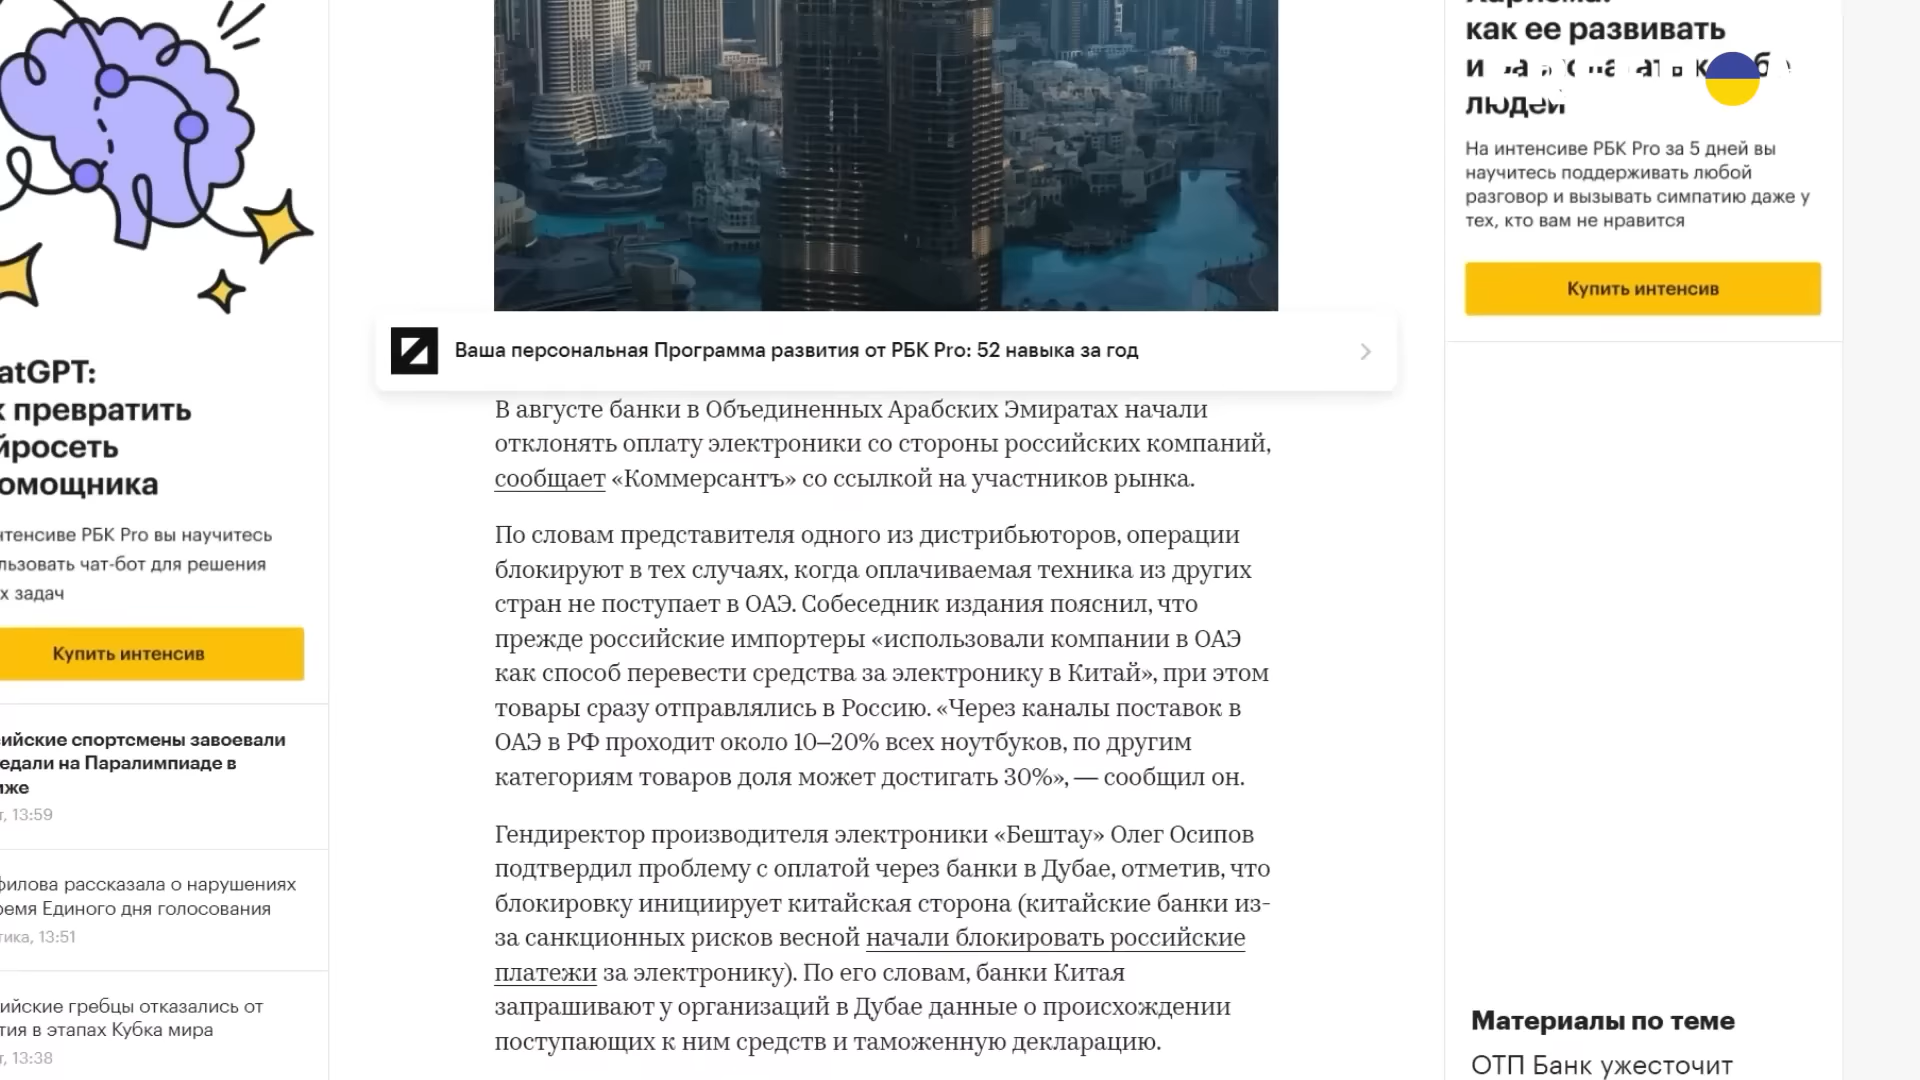 как ее развивать
людей
На интенсиве РБК Pro за 5 дней вы
научитесь поддерживать любой
разговор и вызывать симпатию даже у
тех, кто вам не нравится
Купить интенсив
Ваша персональная Программа развития от РБК Pro: 52 навыка за год
atGPT:
к превратить
йросеть
омощника
нтенсиве РБК Pro вы научитесь
льзовать чат-бот для решения
х задач
Купить интенсив
сийские спортсмены завоевали
едали на Паралимпиаде в
иже
т, 13:59
филова рассказала о нарушениях
ремя Единого дня голосования
тика, 13:51
сийские гребцы отказались от
тия в этапах Кубка мира
т, 13:38
В августе банки в Объединенных Арабских Эмиратах начали
отклонять оплату электроники со стороны российских компаний,
сообщает «Коммерсантъ» со ссылкой на участников рынка.
По словам представителя одного из дистрибьюторов, операции
блокируют в тех случаях, когда оплачиваемая техника из других
стран не поступает в ОАЭ. Собеседник издания пояснил, что
прежде российские импортеры «использовали компании в ОАЭ
как способ перевести средства за электронику в Китай», при этом
товары сразу отправлялись в Россию. «Через каналы поставок в
ОАЭ в РФ проходит около 10–20% всех ноутбуков, по другим
категориям товаров доля может достигать 30%», — сообщил он.
Гендиректор производителя электроники «Бештау» Олег Осипов
подтвердил проблему с оплатой через банки в Дубае, отметив, что
блокировку инициирует китайская сторона (китайские банки из-
за санкционных рисков весной начали блокировать российские
платежи за электронику). По его словам, банки Китая
запрашивают у организаций в Дубае данные о происхождении
поступающих к ним средств и таможенную декларацию.
Материалы по теме
ОТП Банк ужесточит